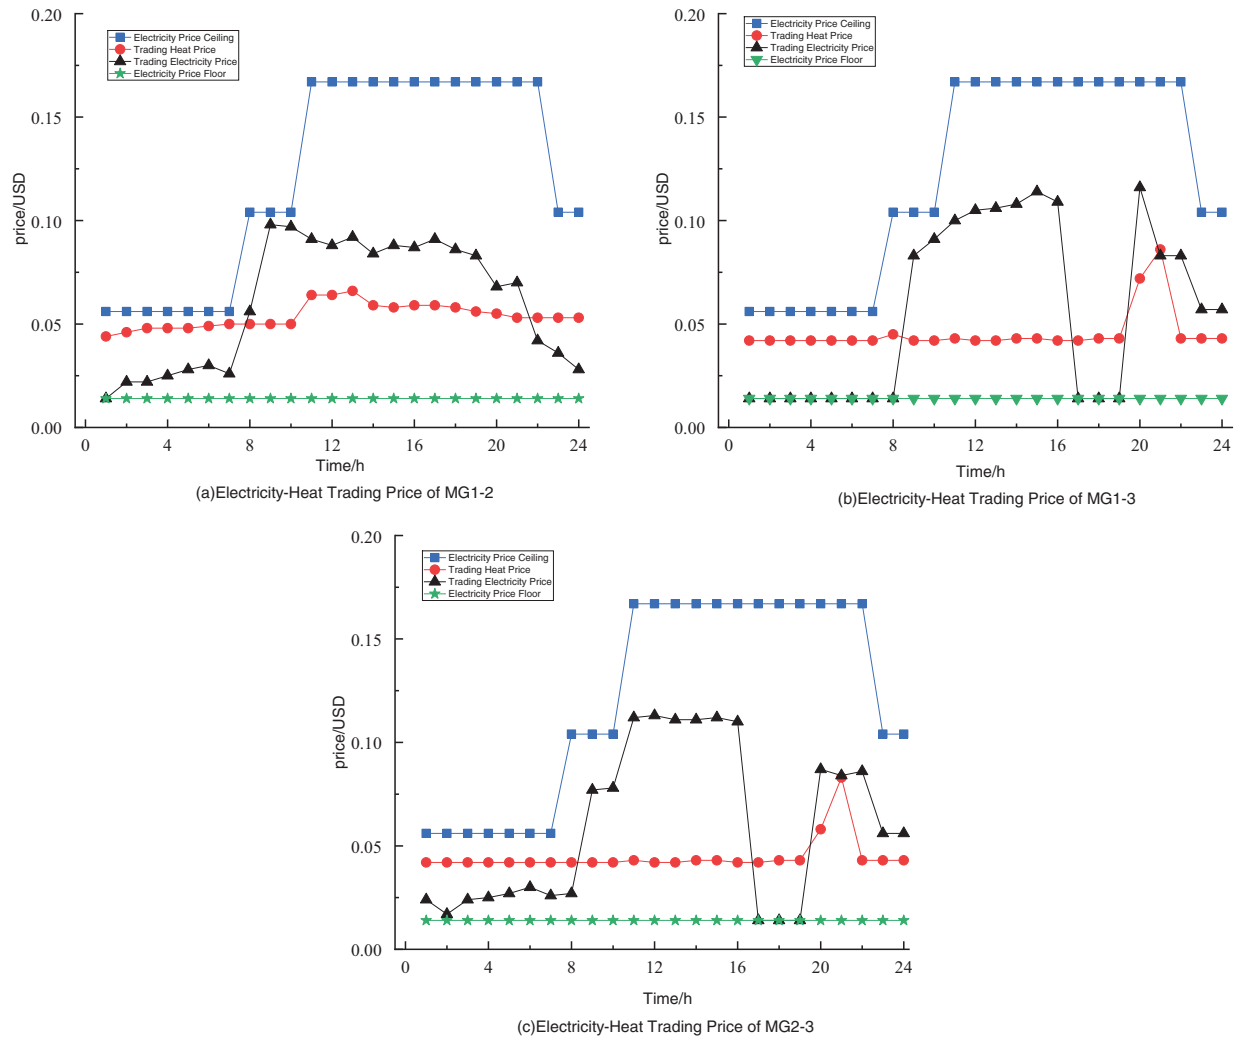 0.20
0.15
0.10
0.05
0.00
price/USD
Electricity Price Ceiling
Trading Heat Price
Trading Electricity Price
Electricity Price Floor
0 4 8 12 16 20 24
Time/h
(a)Electricity-Heat Trading Price of MG1-2
0.20
0.15
0.10
0.05
0.00
price/USD
Electricity Price Ceiling
Trading Heat Price
Trading Electricity Price
Electricity Price Floor
0 4 8 12 16 20 24
Time/h
(b)Electricity-Heat Trading Price of MG1-3
0.20
0.15
0.10
0.05
0.00
price/USD
Electricity Price Ceiling
Trading Heat Price
Trading Electricity Price
Electricity Price Floor
0 4 8 12 16 20 24
Time/h
(c)Electricity-Heat Trading Price of MG2-3